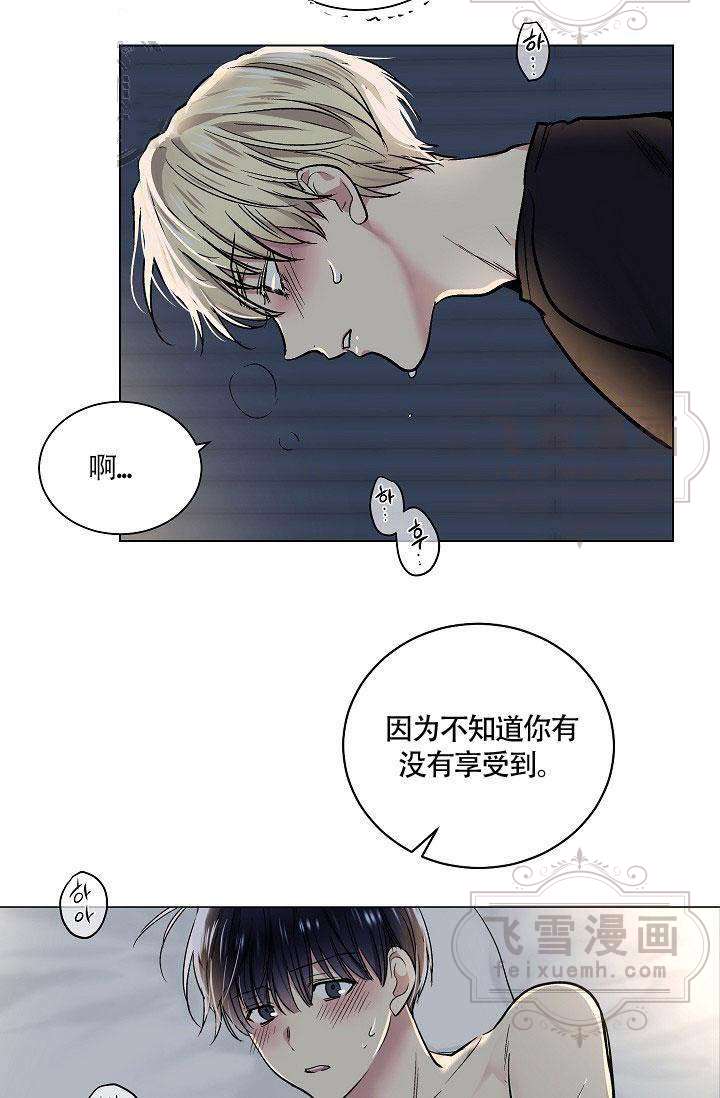 하…
啊...
하…
후…
因为不知道你有
没有享受到。
하
아
飞雪漫画
feixuemh.com